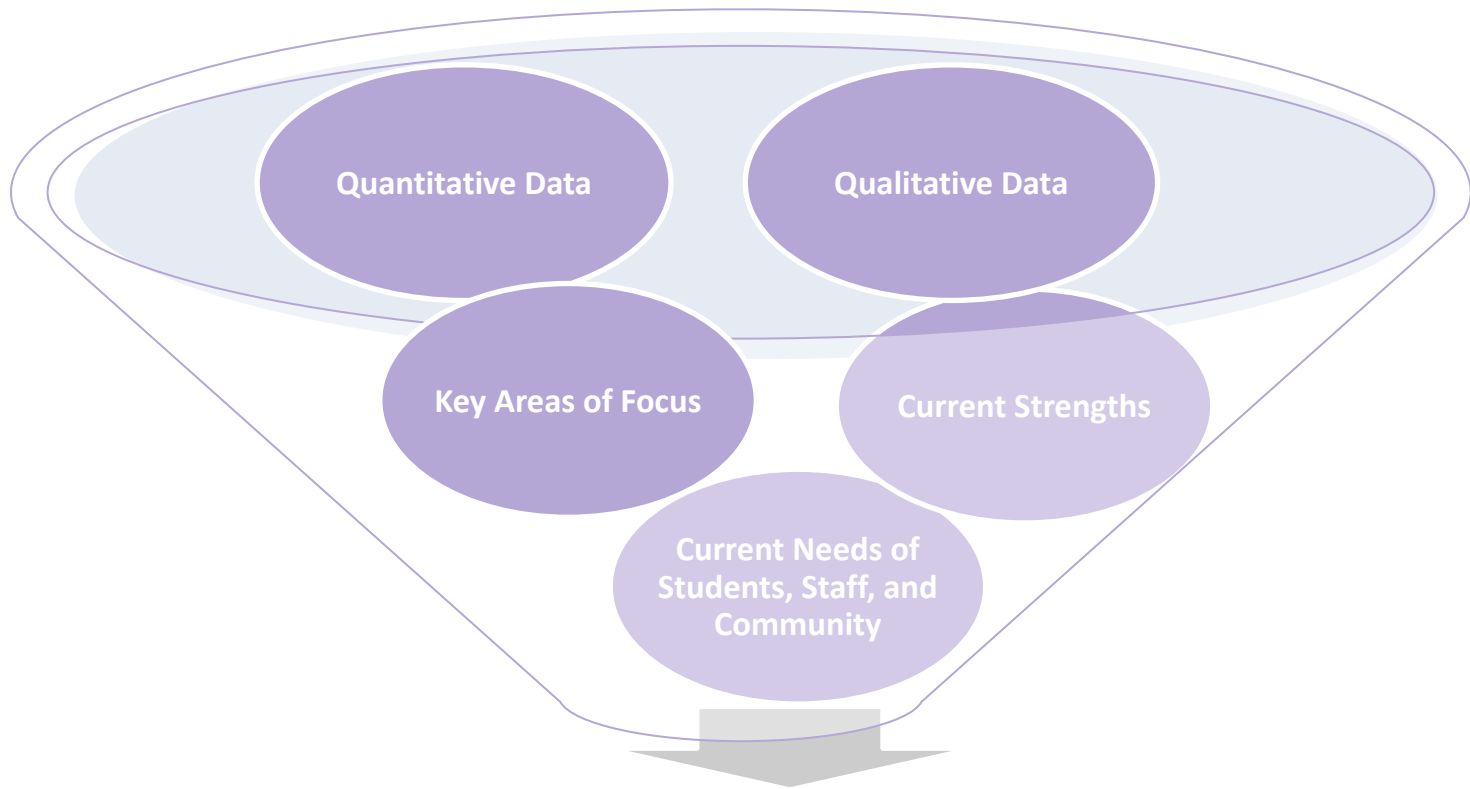 Quantitative Data
Qualitative Data
Key Areas of Focus
Current Strengths
Current Needs of
Students, Staff, and
Community